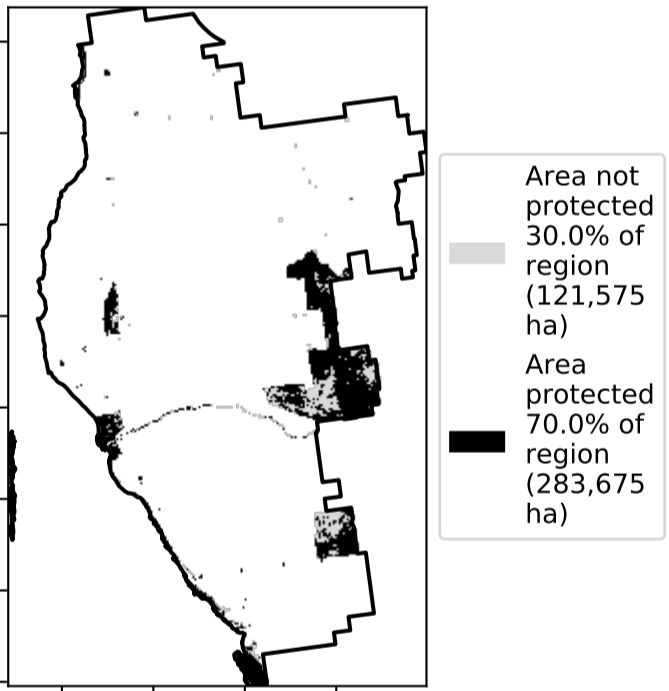 Area not
protected
30.0% of
region
(121,575
ha)
Area
protected
70.0% of
region
(283,675
ha)